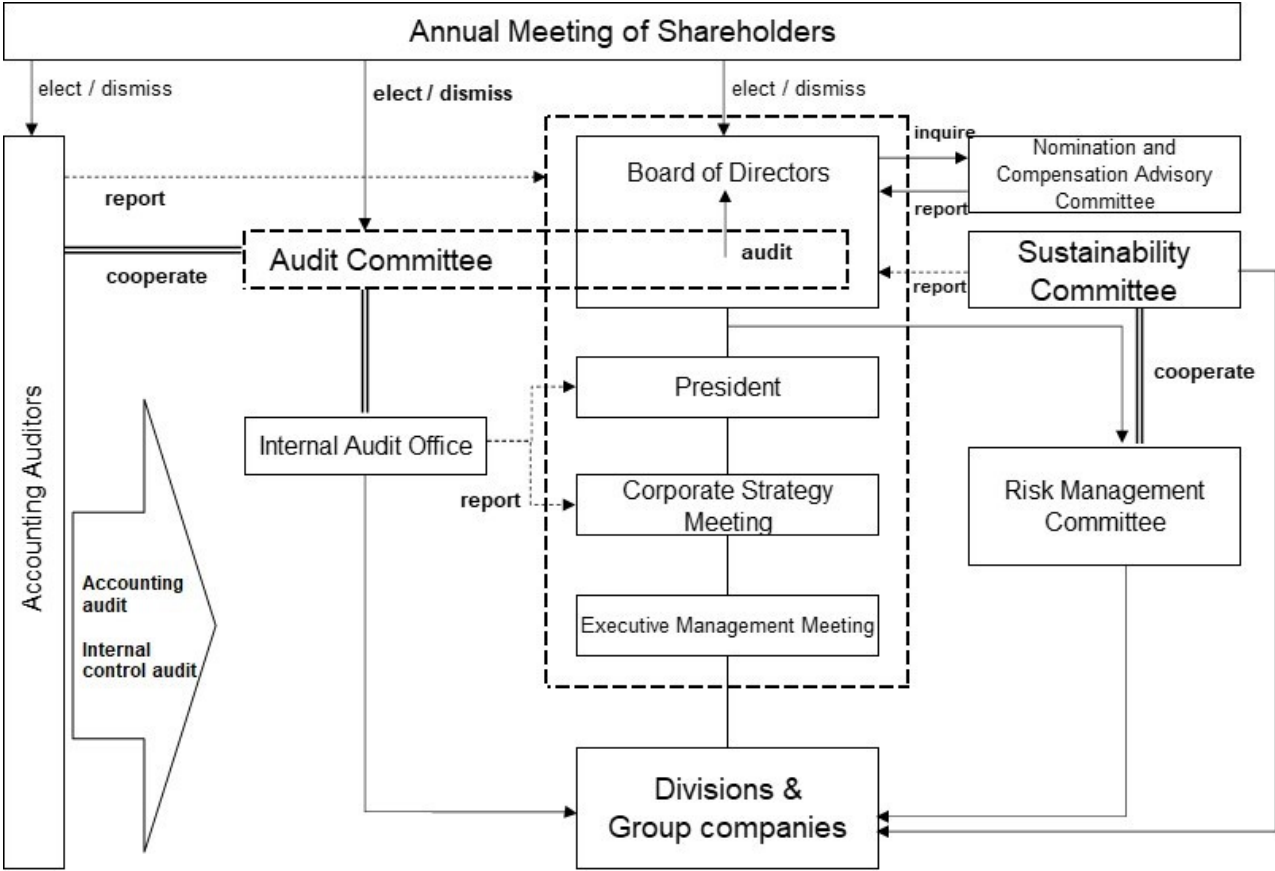 Annual Meeting of Shareholders
elect / dismiss
elect / dismiss
elect / dismiss
inquire
Nomination and
Compensation Advisory
Committee
Board of Directors
report
report
audit
Audit Committee
cooperate
Sustainability
Committee
report
cooperate
President
Internal Audit Office
report
Corporate Strategy
Meeting
Risk Management
Committee
Accounting Auditors
Accounting
audit
Internal
control audit
Executive Management Meeting
Divisions &
Group companies